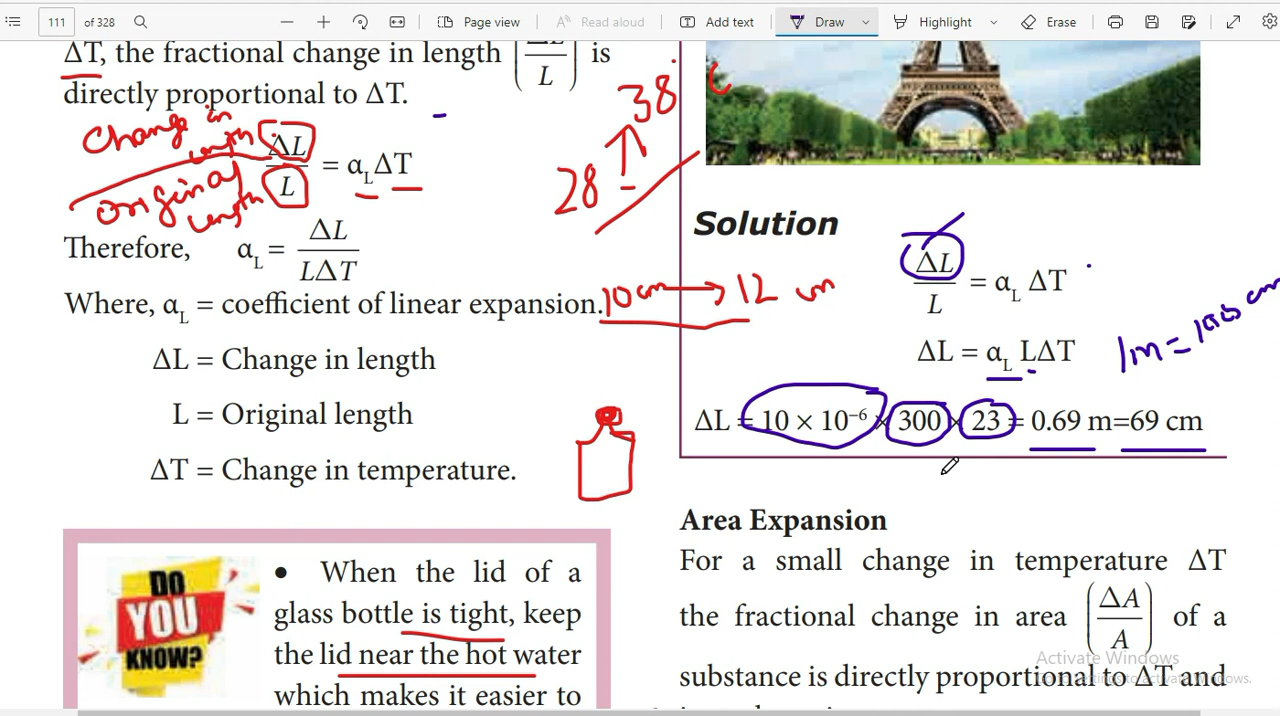 111 of 328 Page view Read aloud Add text Draw Highlight Erase
ΔT, the fractional change in length (ΔL/L) is
directly proportional to ΔT.
Change in length
original length
ΔL/L = αL ΔT
28 38 C
Therefore, αL = ΔL/LΔT
Where, αL = coefficient of linear expansion.
10 cm → 12 cm
ΔL = Change in length
L = Original length
ΔT = Change in temperature.
DO
YOU
KNOW?
• When the lid of a
glass bottle is tight, keep
the lid near the hot water
which makes it easier to
Solution
ΔL/L = αL ΔT
ΔL = αL LΔT
1m = 100 cm
ΔL = 10 × 10⁻⁶ × 300 × 23 = 0.69 m=69 cm
Area Expansion
For a small change in temperature ΔT
the fractional change in area (ΔA/A) of a
substance is directly proportional to ΔT and
Activate Windows